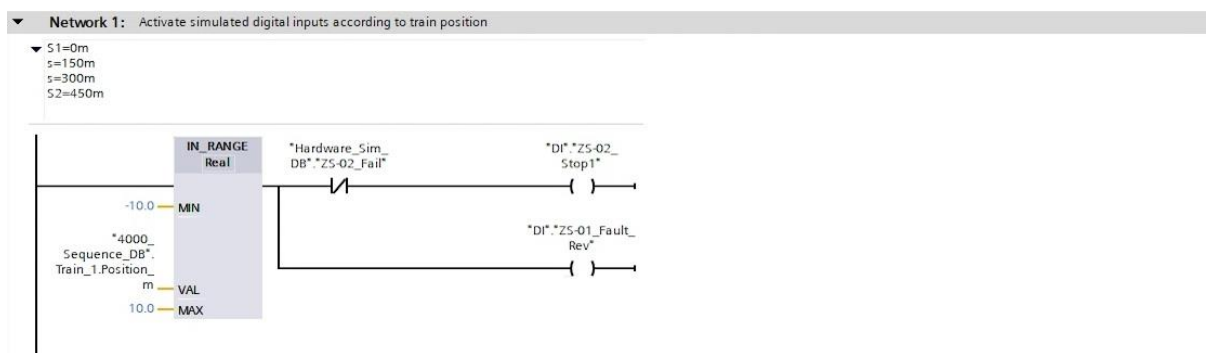 Network 1: Activate simulated digital inputs according to train position
S1=0m
s=150m
s=300m
S2=450m
IN_RANGE
Real
"Hardware_Sim_
DB"."ZS-02_Fail"
"DI"."ZS-02_
Stop1"
-10.0 MIN
"4000_
Sequence_DB".
Train_1.Position_
m VAL
10.0 MAX
"DI"."ZS-01_Fault_
Rev"